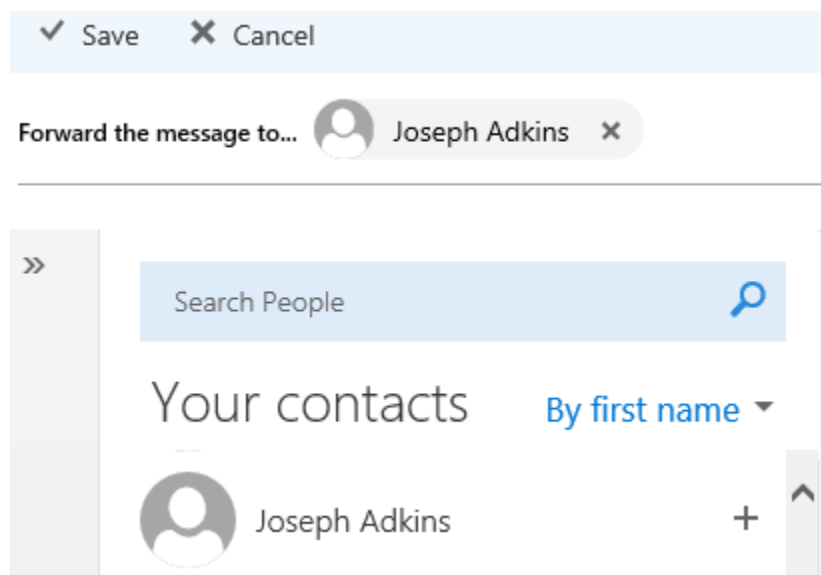 Save Cancel
Forward the message to... Joseph Adkins
Search People
Your contacts By first name
Joseph Adkins